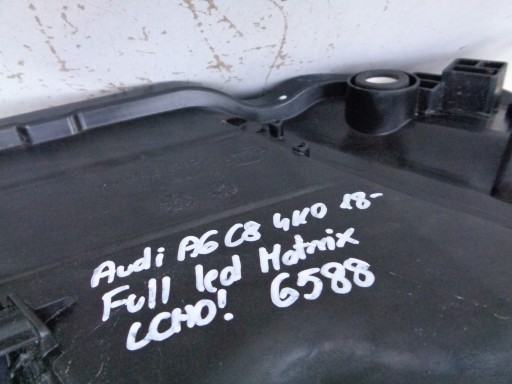 Audi A6 C8 4K0 18-
Full led Matrix
LCHO! 6588